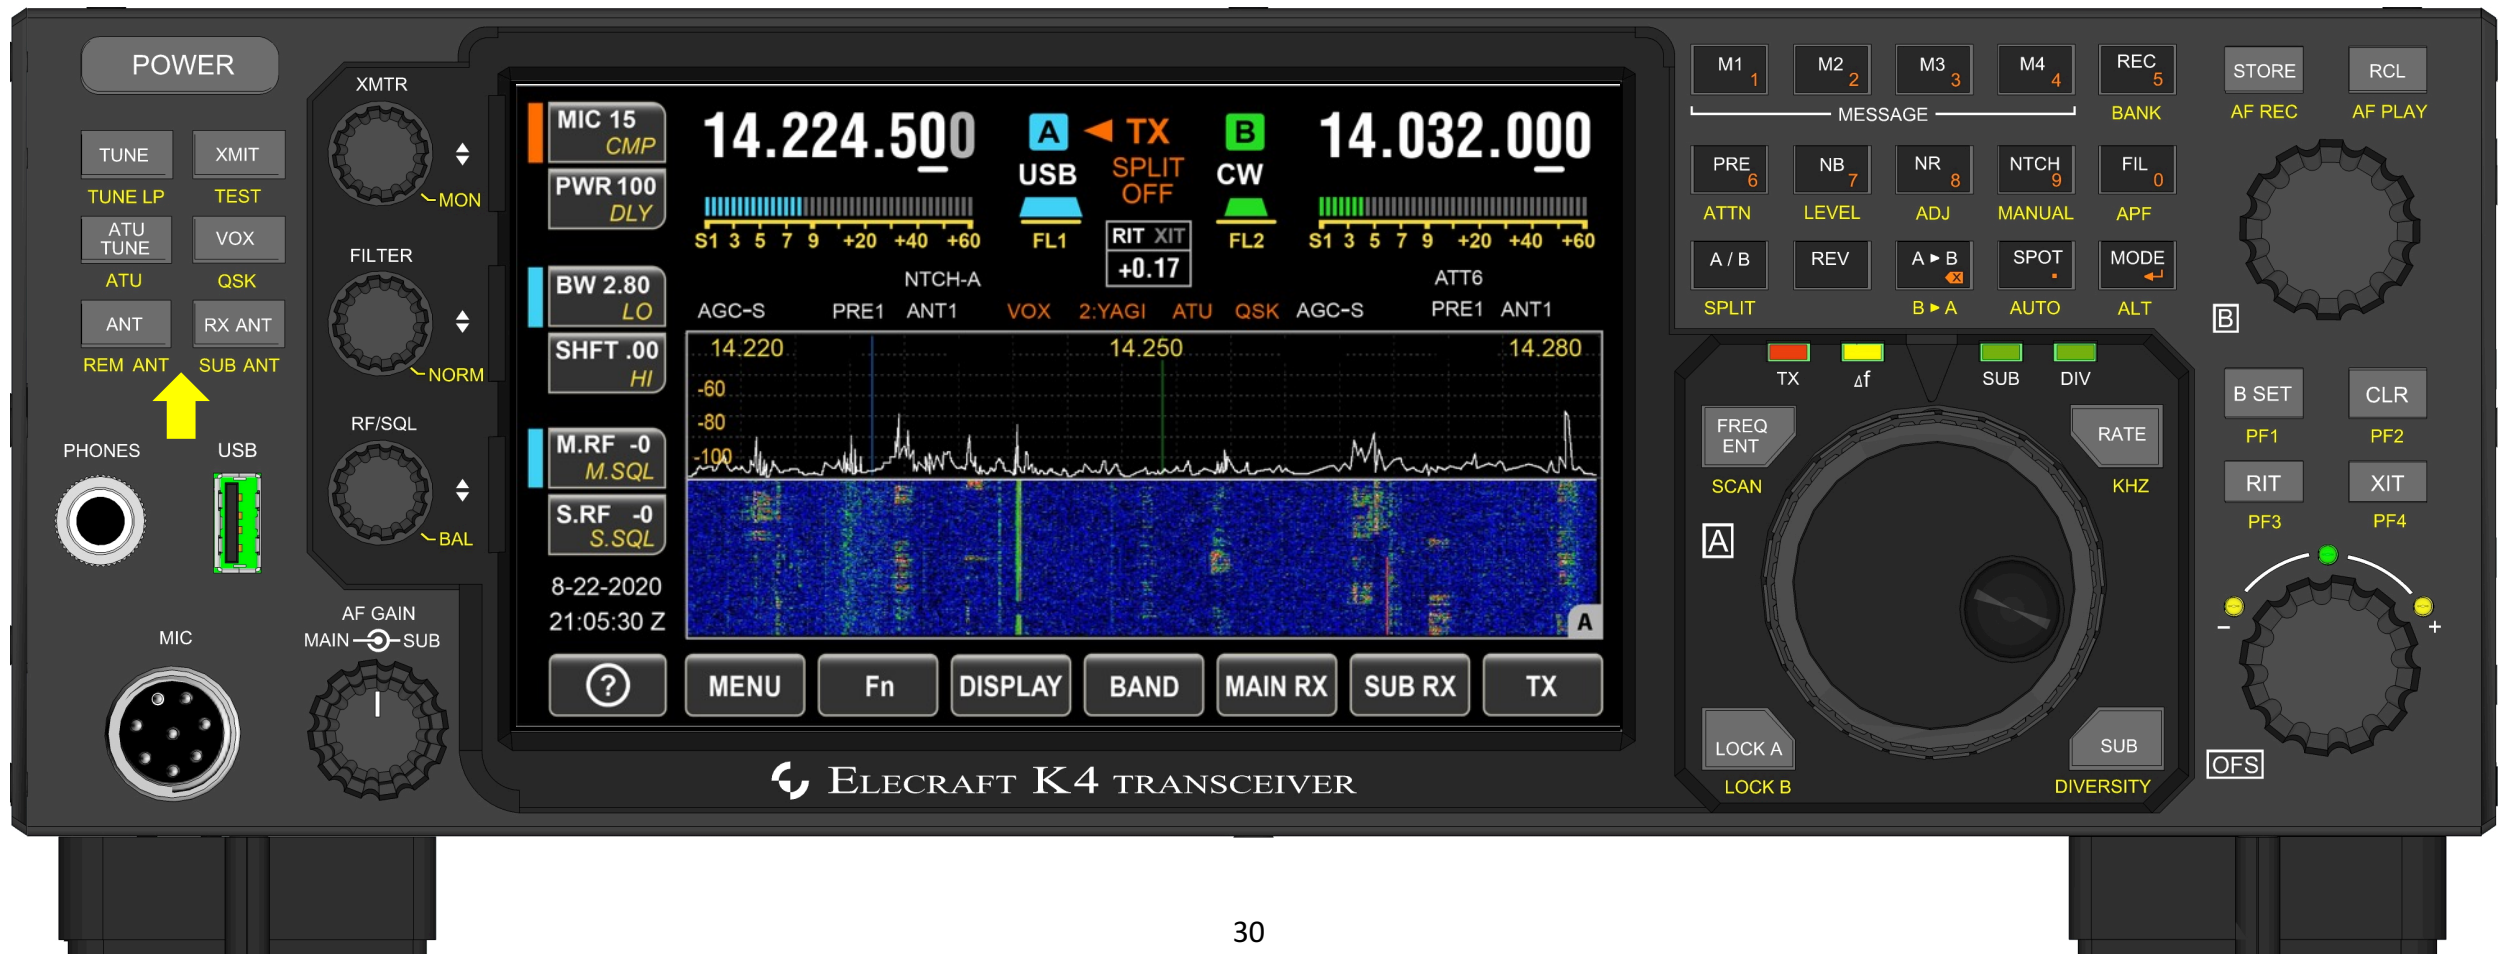 POWER
TUNE
XMIT
TUNE LP
TEST
ATU TUNE
VOX
ATU
QSK
ANT
RX ANT
REM ANT
SUB ANT
PHONES
USB
MIC
XMTR
MON
FILTER
NORM
RF/SQL
BAL
AF GAIN
MAIN
SUB
MIC 15
CMP
PWR 100
DLY
BW 2.80
LO
SHFT .00
HI
M.RF -0
M.SQL
S.RF -0
S.SQL
8-22-2020
21:05:30 Z
14.224.500
A
TX
B
14.032.000
USB
SPLIT
OFF
CW
S1 3 5 7 9 +20 +40 +60
FL1
RIT XIT
+0.17
FL2
S1 3 5 7 9 +20 +40 +60
NTCH-A
ATT6
AGC-S
PRE1
ANT1
VOX
2:YAGI
ATU
QSK
AGC-S
PRE1
ANT1
14.220
14.250
14.280
-60
-80
-100
A
?
MENU
Fn
DISPLAY
BAND
MAIN RX
SUB RX
TX
ELECRAFT K4 TRANSCEIVER
M1 1
M2 2
M3 3
M4 4
REC 5
MESSAGE
BANK
PRE 6
NB 7
NR 8
NTCH 9
FIL 0
ATTN
LEVEL
ADJ
MANUAL
APF
A / B
REV
A ▸ B
SPOT .
MODE
SPLIT
B ▸ A
AUTO
ALT
STORE
RCL
AF REC
AF PLAY
B
TX
Δf
SUB
DIV
FREQ ENT
RATE
SCAN
KHZ
A
LOCK A
SUB
LOCK B
DIVERSITY
B SET
CLR
PF1
PF2
RIT
XIT
PF3
PF4
−
+
OFS
30